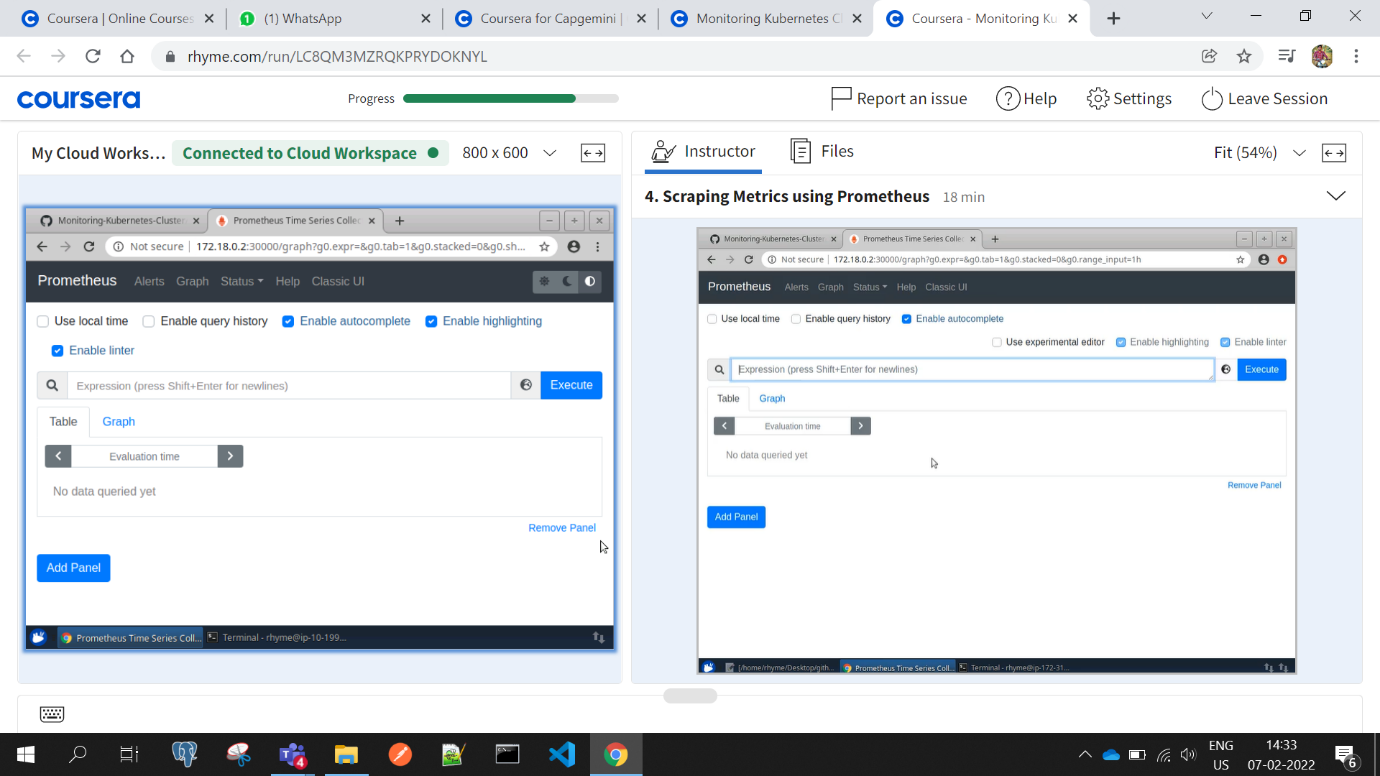 Coursera | Online Courses
(1) WhatsApp
Coursera for Capgemini |
Monitoring Kubernetes C
Coursera - Monitoring Ku
rhyme.com/run/LC8QM3MZRQKPRYDOKNYL
coursera
Progress
Report an issue
Help
Settings
Leave Session
My Cloud Works...
Connected to Cloud Workspace
800 x 600
Instructor
Files
Fit (54%)
4. Scraping Metrics using Prometheus 18 min
Monitoring-Kubernetes-Cluster
Prometheus Time Series Collec
Not secure | 172.18.0.2:30000/graph?g0.expr=&g0.tab=1&g0.stacked=0&g0.sh...
Prometheus Alerts Graph Status Help Classic UI
Use local time Enable query history Enable autocomplete Enable highlighting
Enable linter
Expression (press Shift+Enter for newlines)
Execute
Table Graph
Evaluation time
No data queried yet
Remove Panel
Add Panel
Prometheus Time Series Coll...
Terminal - rhyme@ip-10-199...
Monitoring-Kubernetes-Cluster
Prometheus Time Series Colle
Not secure | 172.18.0.2:30000/graph?g0.expr=&g0.tab=1&g0.stacked=0&g0.range_input=1h
Prometheus Alerts Graph Status Help Classic UI
Use local time Enable query history Enable autocomplete
Use experimental editor Enable highlighting Enable linter
Expression (press Shift+Enter for newlines)
Execute
Table Graph
Evaluation time
No data queried yet
Remove Panel
Add Panel
[/home/rhyme/Desktop/gith...
Prometheus Time Series Coll...
Terminal - rhyme@ip-172-31...
4
ENG
US
14:33
07-02-2022
6